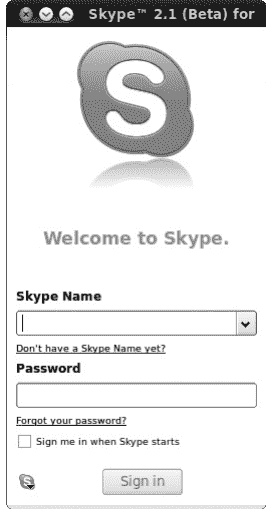 Skype™ 2.1 (Beta) for
S
Welcome to Skype.
Skype Name
Don't have a Skype Name yet?
Password
Forgot your password?
Sign me in when Skype starts
S
Sign in